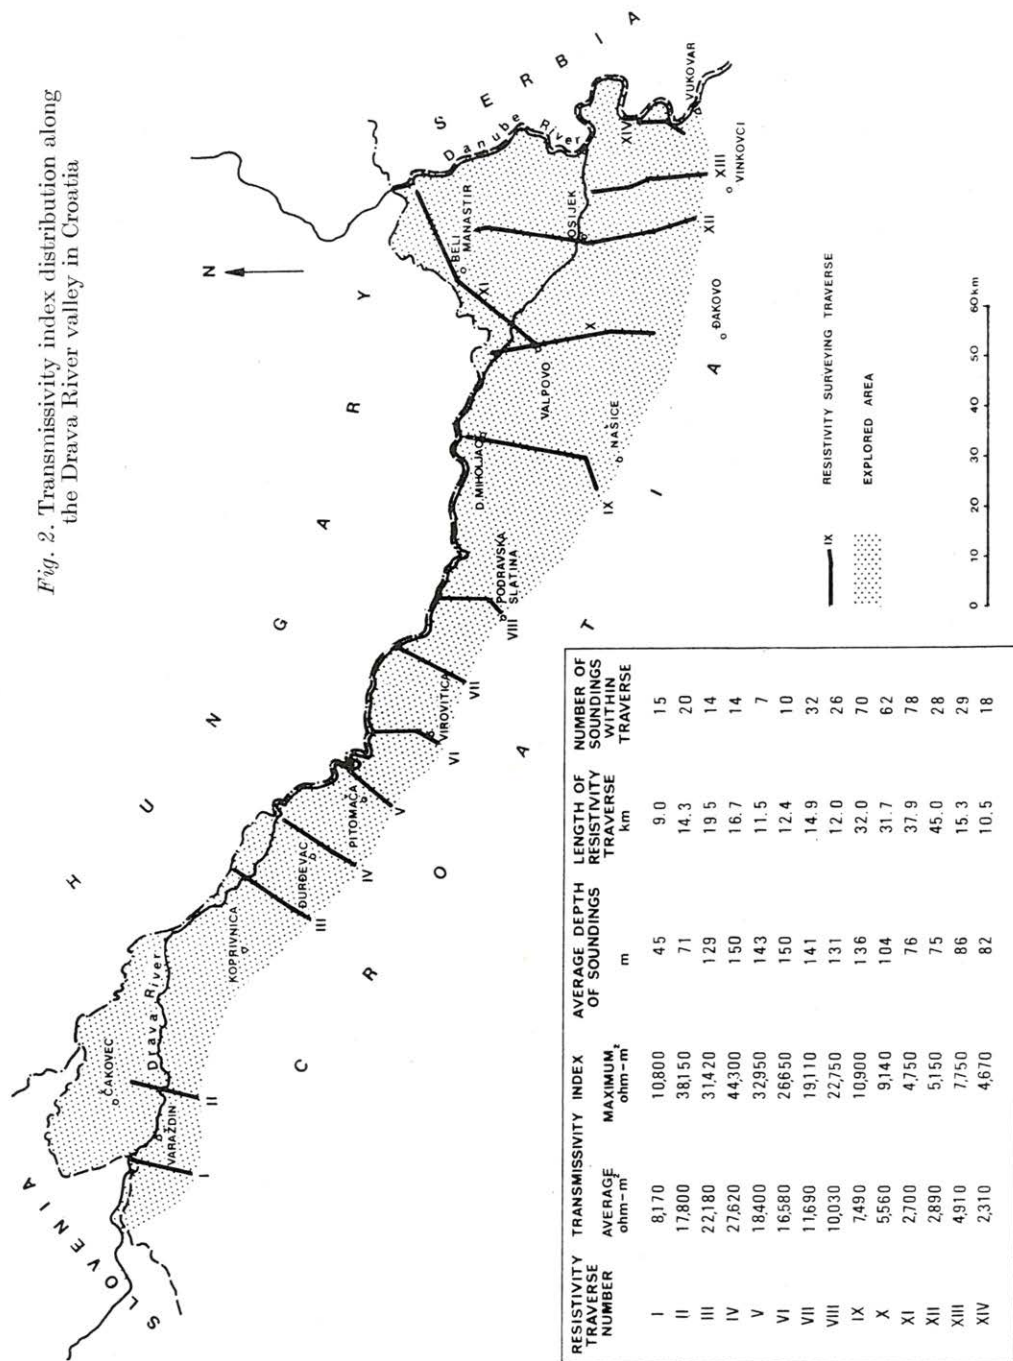 Fig. 2. Transmissivity index distribution along
the Drava River valley in Croatia
N
SLOVENIA
HUNGARY
SERBIA
CROATIA
ČAKOVEC
VARAŽDIN
Drava River
KOPRIVNICA
ĐURĐEVAC
PITOMAČA
VIROVITICA
PODRAVSKA
SLATINA
D.MIHOLJAC
NAŠICE
VALPOVO
BELI
MANASTIR
OSIJEK
ĐAKOVO
VINKOVCI
VUKOVAR
Danube River
I
II
III
IV
V
VI
VII
VIII
IX
X
XI
XII
XIII
XIV
IX RESISTIVITY SURVEYING TRAVERSE
EXPLORED AREA
0 10 20 30 40 50 60km
RESISTIVITY TRAVERSE NUMBER TRANSMISSIVITY INDEX AVERAGE DEPTH OF SOUNDINGS LENGTH OF RESISTIVITY TRAVERSE NUMBER OF SOUNDINGS WITHIN TRAVERSE
AVERAGE ohm-m² MAXIMUM ohm-m² m km
I 8,170 10,800 45 9.0 15
II 17,800 38,150 71 14.3 20
III 22,180 31,420 129 19.5 14
IV 27,620 44,300 150 16.7 14
V 18,400 32,950 143 11.5 7
VI 16,580 26,650 150 12.4 10
VII 11,690 19,110 141 14.9 32
VIII 10,030 22,750 131 12.0 26
IX 7,490 10,900 136 32.0 70
X 5,560 9,140 104 31.7 62
XI 2,700 4,750 76 37.9 78
XII 2,890 5,150 75 45.0 28
XIII 4,910 7,750 86 15.3 29
XIV 2,310 4,670 82 10.5 18